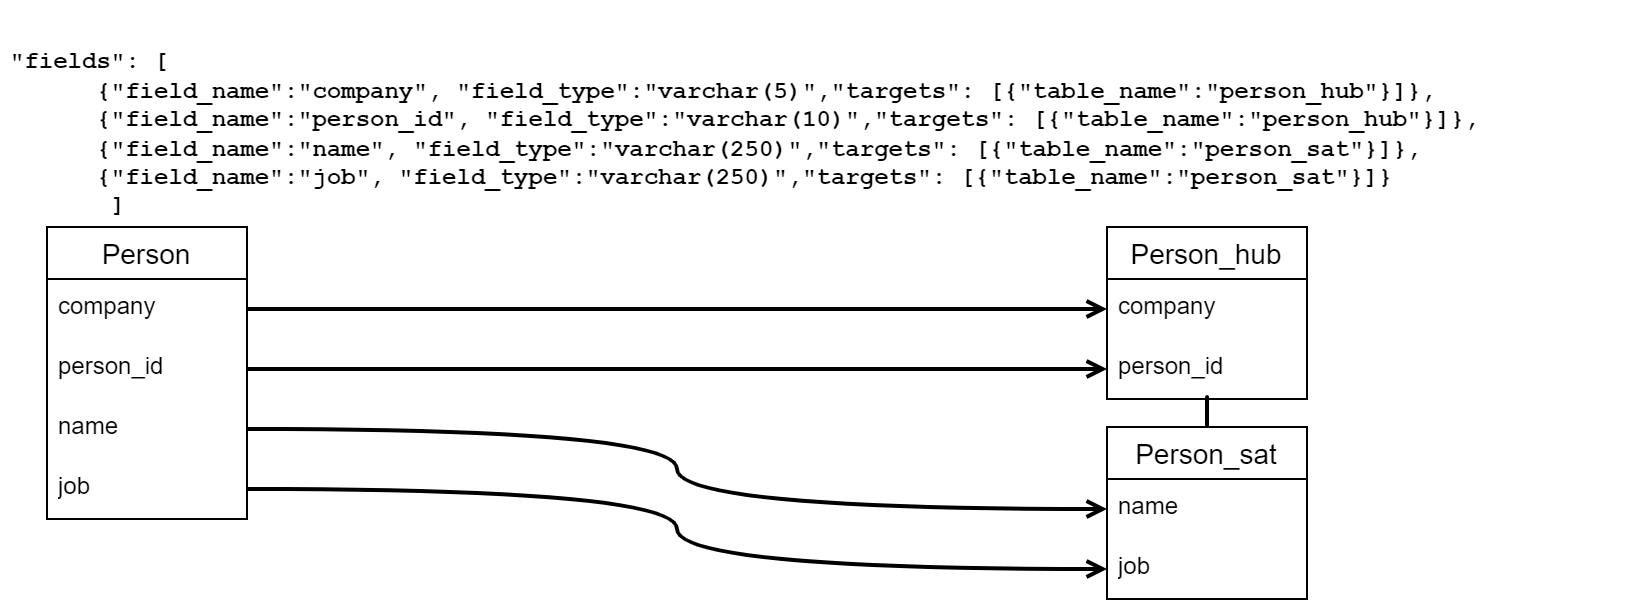 "fields": [
{"field_name":"company", "field_type":"varchar(5)","targets": [{"table_name":"person_hub"}]},
{"field_name":"person_id", "field_type":"varchar(10)","targets": [{"table_name":"person_hub"}]},
{"field_name":"name", "field_type":"varchar(250)","targets": [{"table_name":"person_sat"}]},
{"field_name":"job", "field_type":"varchar(250)","targets": [{"table_name":"person_sat"}]}
]
Person
company
person_id
name
job
Person_hub
company
person_id
Person_sat
name
job